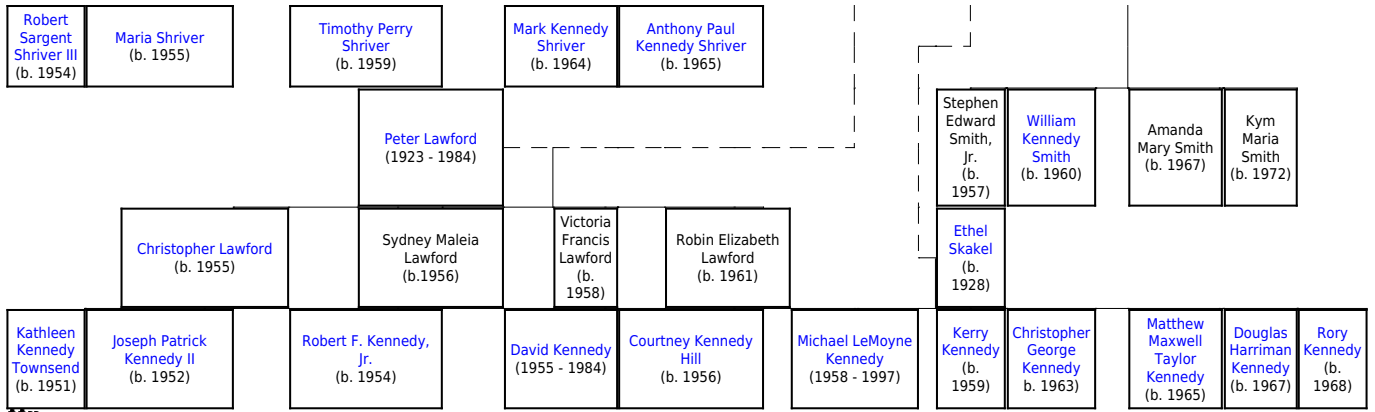 Robert
Sargent
Shriver III
(b. 1954)
Maria Shriver
(b. 1955)
Timothy Perry
Shriver
(b. 1959)
Mark Kennedy
Shriver
(b. 1964)
Anthony Paul
Kennedy Shriver
(b. 1965)
Peter Lawford
(1923 - 1984)
Stephen
Edward
Smith,
Jr.
(b.
1957)
William
Kennedy
Smith
(b. 1960)
Amanda
Mary Smith
(b. 1967)
Kym
Maria
Smith
(b. 1972)
Christopher Lawford
(b. 1955)
Sydney Maleia
Lawford
(b.1956)
Victoria
Francis
Lawford
(b.
1958)
Robin Elizabeth
Lawford
(b. 1961)
Ethel
Skakel
(b.
1928)
Kathleen
Kennedy
Townsend
(b. 1951)
Joseph Patrick
Kennedy II
(b. 1952)
Robert F. Kennedy,
Jr.
(b. 1954)
David Kennedy
(1955 - 1984)
Courtney Kennedy
Hill
(b. 1956)
Michael LeMoyne
Kennedy
(1958 - 1997)
Kerry
Kennedy
(b.
1959)
Christopher
George
Kennedy
b. 1963)
Matthew
Maxwell
Taylor
Kennedy
(b. 1965)
Douglas
Harriman
Kennedy
(b. 1967)
Rory
Kennedy
(b.
1968)